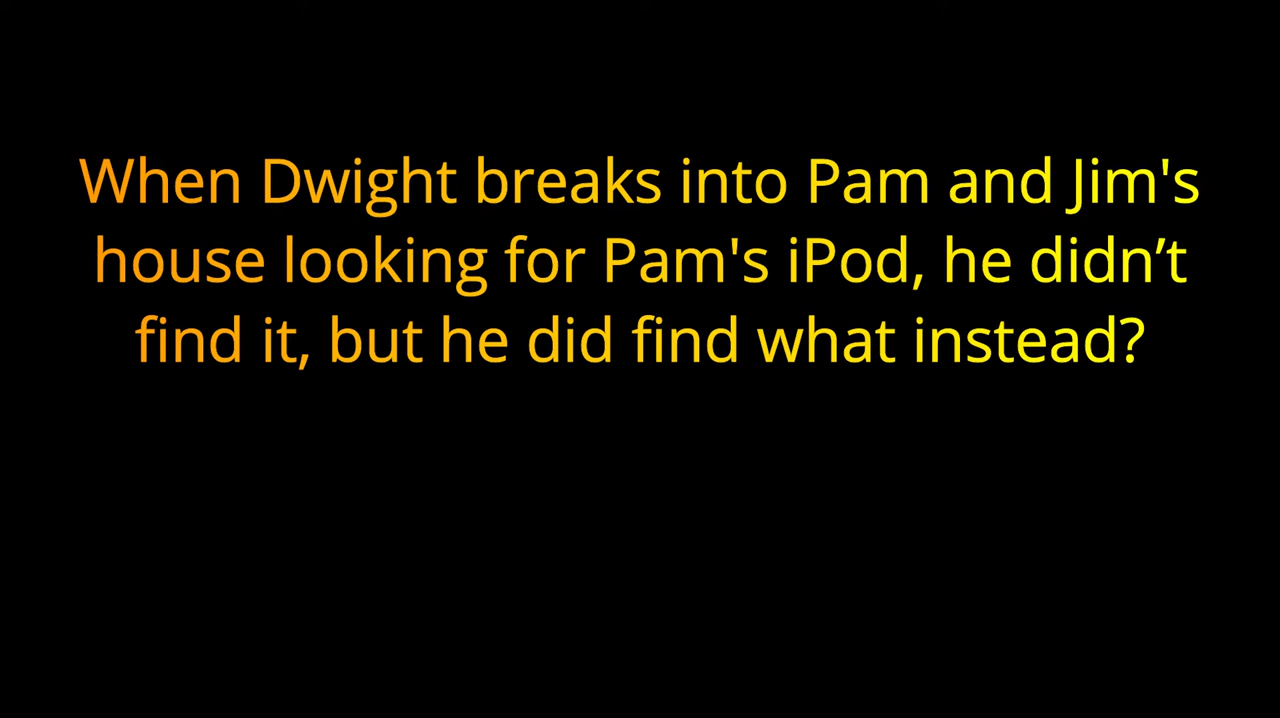 When Dwight breaks into Pam and Jim's
house looking for Pam's iPod, he didn’t
find it, but he did find what instead?